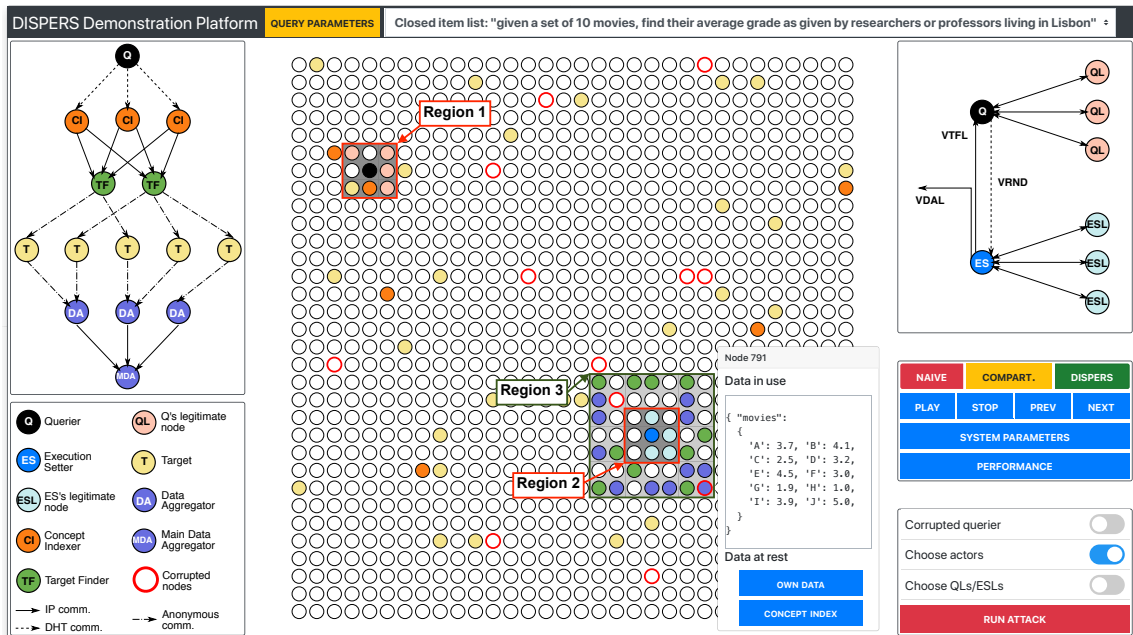 DISPERS Demonstration Platform
QUERY PARAMETERS
Closed item list: "given a set of 10 movies, find their average grade as given by researchers or professors living in Lisbon"
Q
CI CI CI
TF TF
T T T T T
DA DA DA
MDA
Q Querier
QL Q's legitimate
node
ES Execution
Setter
T Target
ESL ES's legitimate
node
DA Data
Aggregator
CI Concept
Indexer
MDA Main Data
Aggregator
TF Target Finder
Corrupted
nodes
IP comm.
DHT comm.
Anonymous
comm.
Region 1
Region 3
Region 2
Node 791
Data in use
{ "movies":
{
'A': 3.7, 'B': 4.1,
'C': 2.5, 'D': 3.2,
'E': 4.5, 'F': 3.0,
'G': 1.9, 'H': 1.0,
'I': 3.9, 'J': 5.0,
}
}
Data at rest
OWN DATA
CONCEPT INDEX
QL
Q
QL
QL
VTFL
VRND
VDAL
ESL
ES
ESL
ESL
NAIVE COMPART. DISPERS
PLAY STOP PREV NEXT
SYSTEM PARAMETERS
PERFORMANCE
Corrupted querier
Choose actors
Choose QLs/ESLs
RUN ATTACK